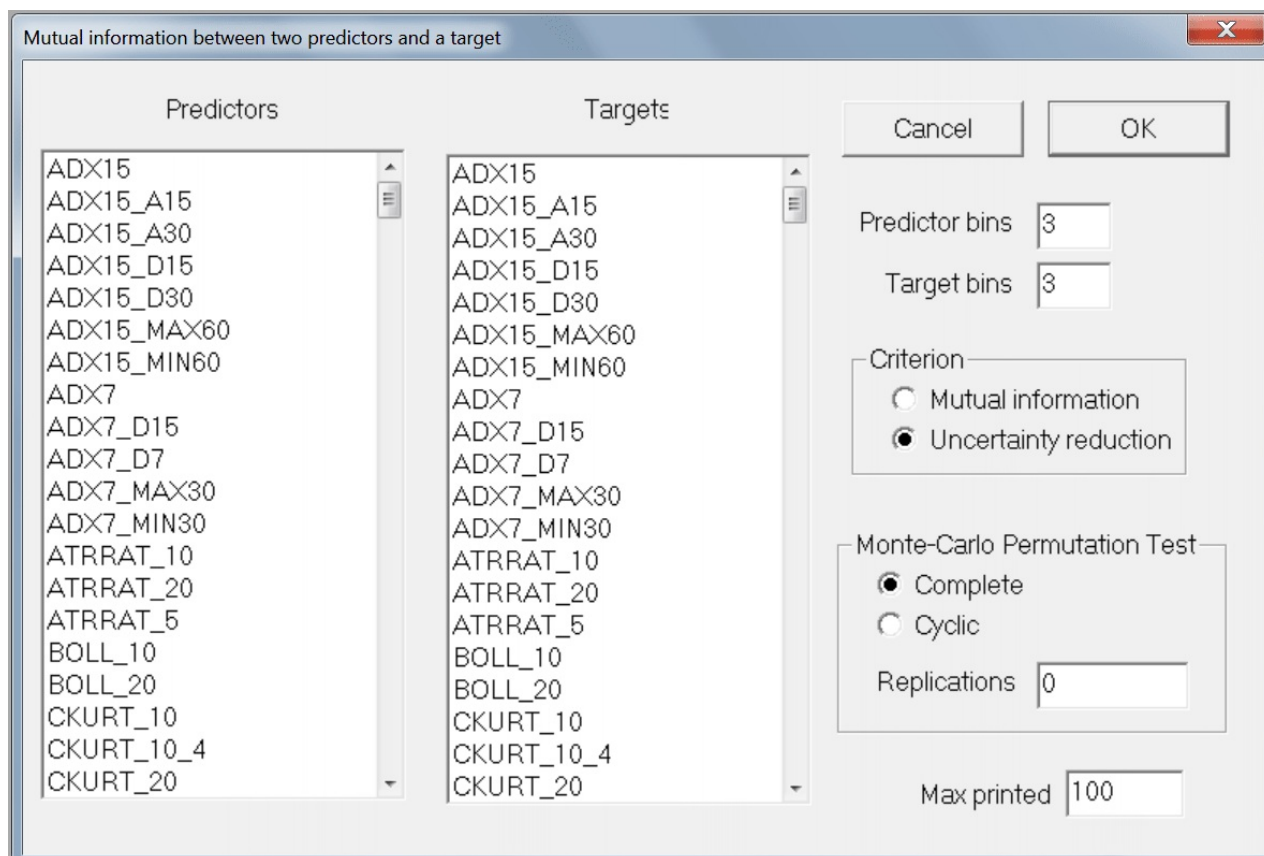 Mutual information between two predictors and a target
X
Predictors
ADX15
ADX15_A15
ADX15_A30
ADX15_D15
ADX15_D30
ADX15_MAX60
ADX15_MIN60
ADX7
ADX7_D15
ADX7_D7
ADX7_MAX30
ADX7_MIN30
ATRRAT_10
ATRRAT_20
ATRRAT_5
BOLL_10
BOLL_20
CKURT_10
CKURT_10_4
CKURT_20
Targets
ADX15
ADX15_A15
ADX15_A30
ADX15_D15
ADX15_D30
ADX15_MAX60
ADX15_MIN60
ADX7
ADX7_D15
ADX7_D7
ADX7_MAX30
ADX7_MIN30
ATRRAT_10
ATRRAT_20
ATRRAT_5
BOLL_10
BOLL_20
CKURT_10
CKURT_10_4
CKURT_20
Cancel
OK
Predictor bins 3
Target bins 3
Criterion
Mutual information
Uncertainty reduction
Monte-Carlo Permutation Test
Complete
Cyclic
Replications 0
Max printed 100